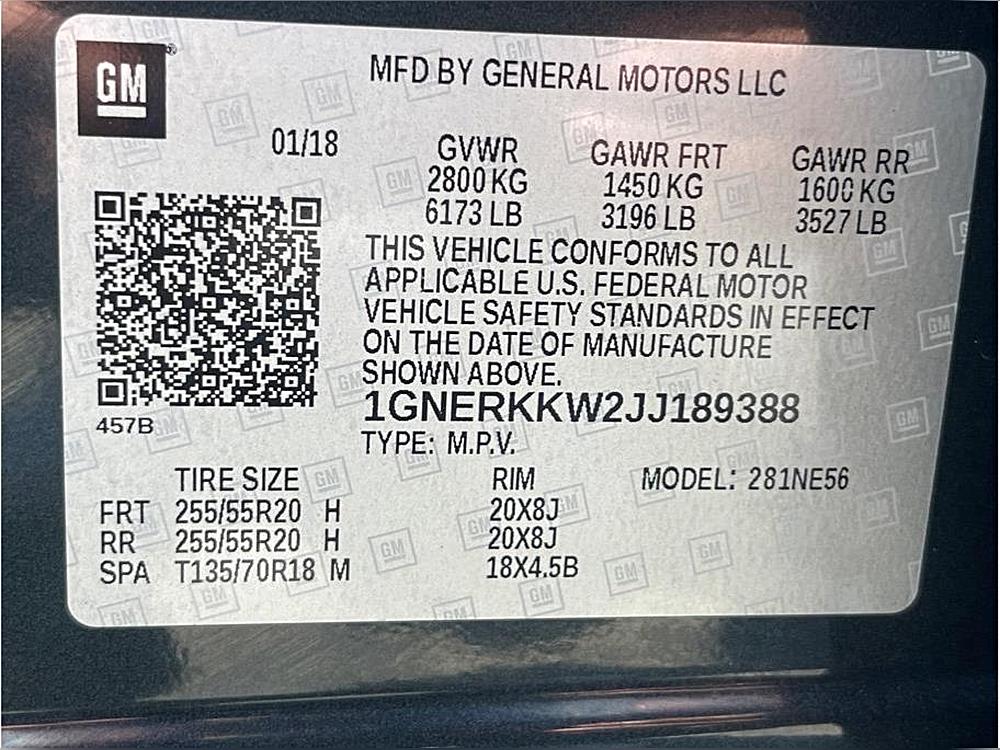 GM
MFD BY GENERAL MOTORS LLC
01/18
GVWR GAWR FRT GAWR RR
2800 KG 1450 KG 1600 KG
6173 LB 3196 LB 3527 LB
THIS VEHICLE CONFORMS TO ALL
APPLICABLE U.S. FEDERAL MOTOR
VEHICLE SAFETY STANDARDS IN EFFECT
ON THE DATE OF MANUFACTURE
SHOWN ABOVE.
1GNERKKW2JJ189388
457B
TYPE: M.P.V.
TIRE SIZE RIM MODEL: 281NE56
FRT 255/55R20 H 20X8J
RR 255/55R20 H 20X8J
SPA T135/70R18 M 18X4.5B